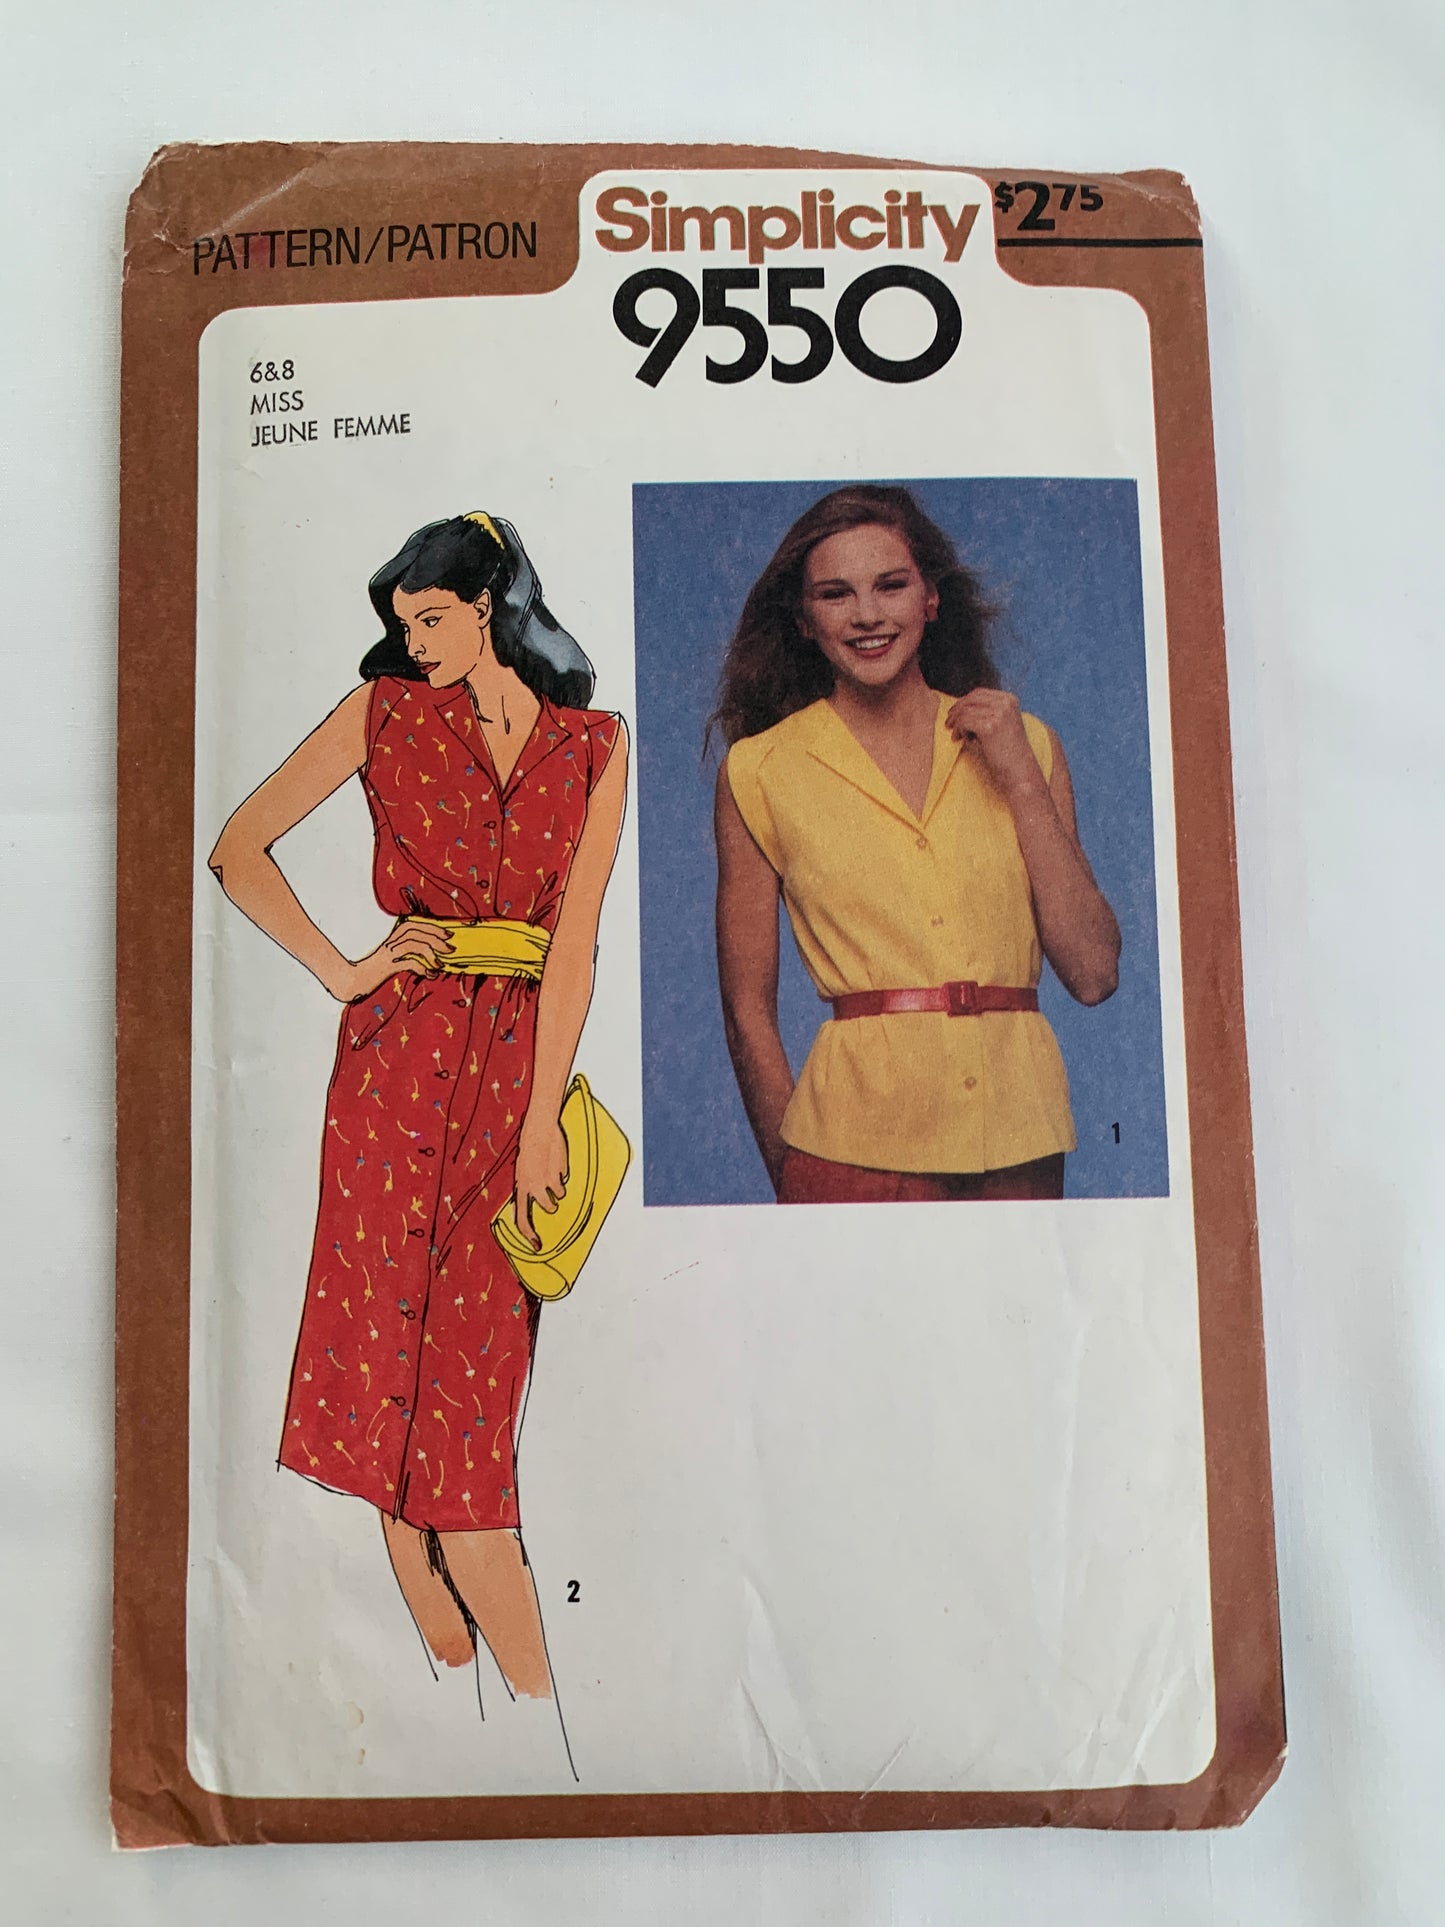 PATTERN/PATRON
Simplicity
$2.75
9550
6&8
MISS
JEUNE FEMME
1
2